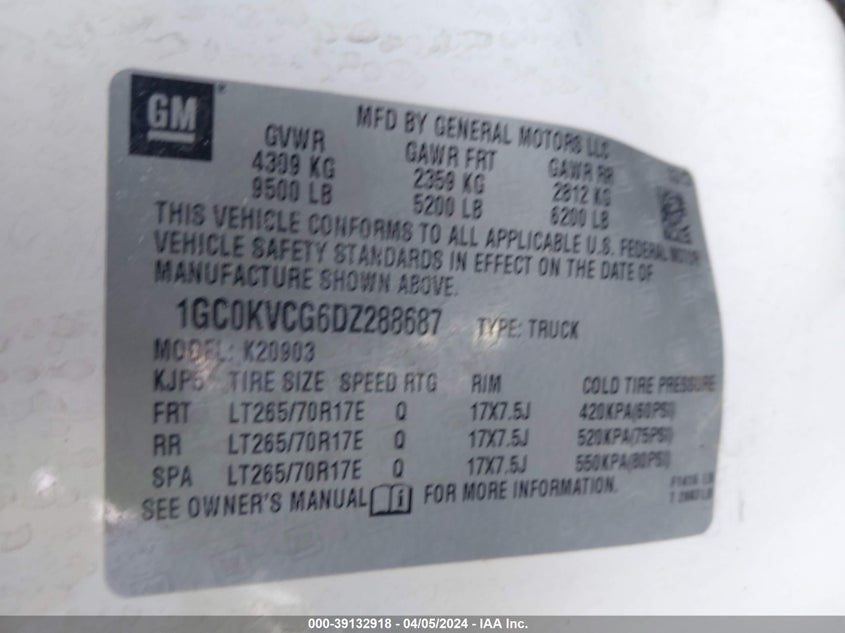 GM
MFD BY GENERAL MOTORS LLC
GVWR GAWR FRT GAWR RR
4309 KG 2359 KG 2812 KG
9500 LB 5200 LB 6200 LB
THIS VEHICLE CONFORMS TO ALL APPLICABLE U.S. FEDERAL MOTOR
VEHICLE SAFETY STANDARDS IN EFFECT ON THE DATE OF
MANUFACTURE SHOWN ABOVE.
1GC0KVCG6DZ288687 TYPE: TRUCK
MODEL: K20903
TIRE SIZE SPEED RTG RIM COLD TIRE PRESSURE
FRT LT265/70R17E Q 17X7.5J 420KPA(60PSI)
RR LT265/70R17E Q 17X7.5J 520KPA(75PSI)
SPA LT265/70R17E Q 17X7.5J 550KPA(80PSI)
SEE OWNER'S MANUAL FOR MORE INFORMATION.
000-39132918 - 04/05/2024 - IAA Inc.